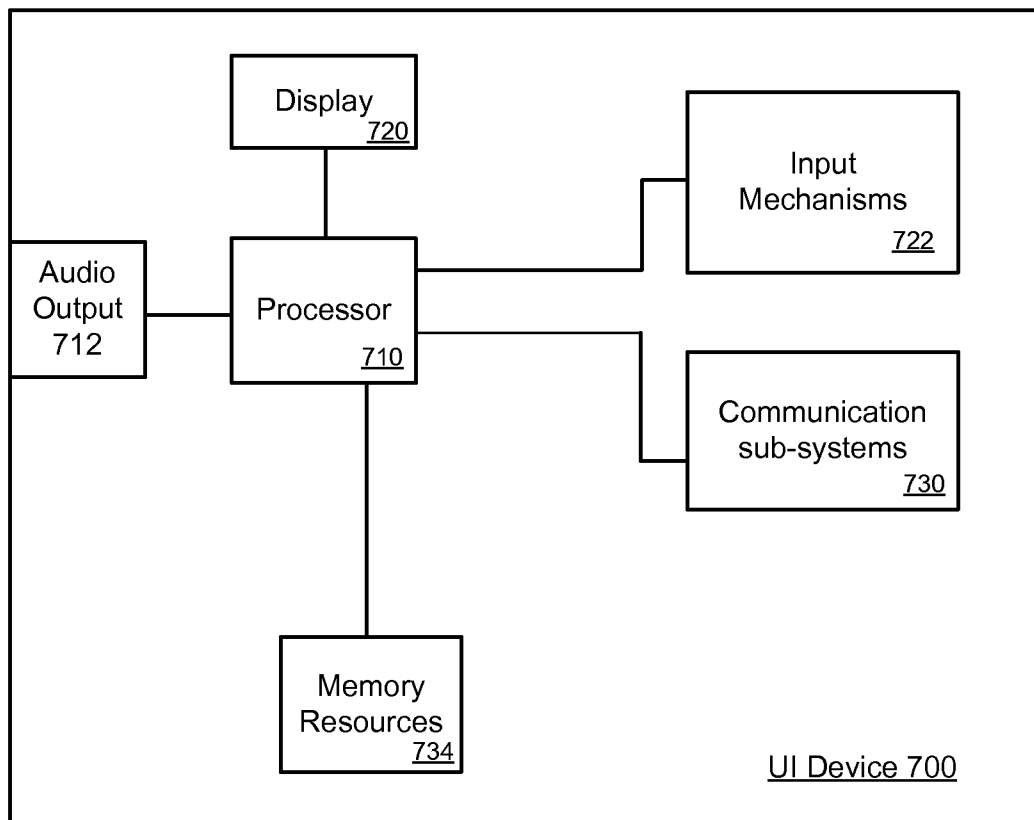 Display
720
Input
Mechanisms
722
Audio
Output
712
Processor
710
Communication
sub-systems
730
Memory
Resources
734
UI Device 700